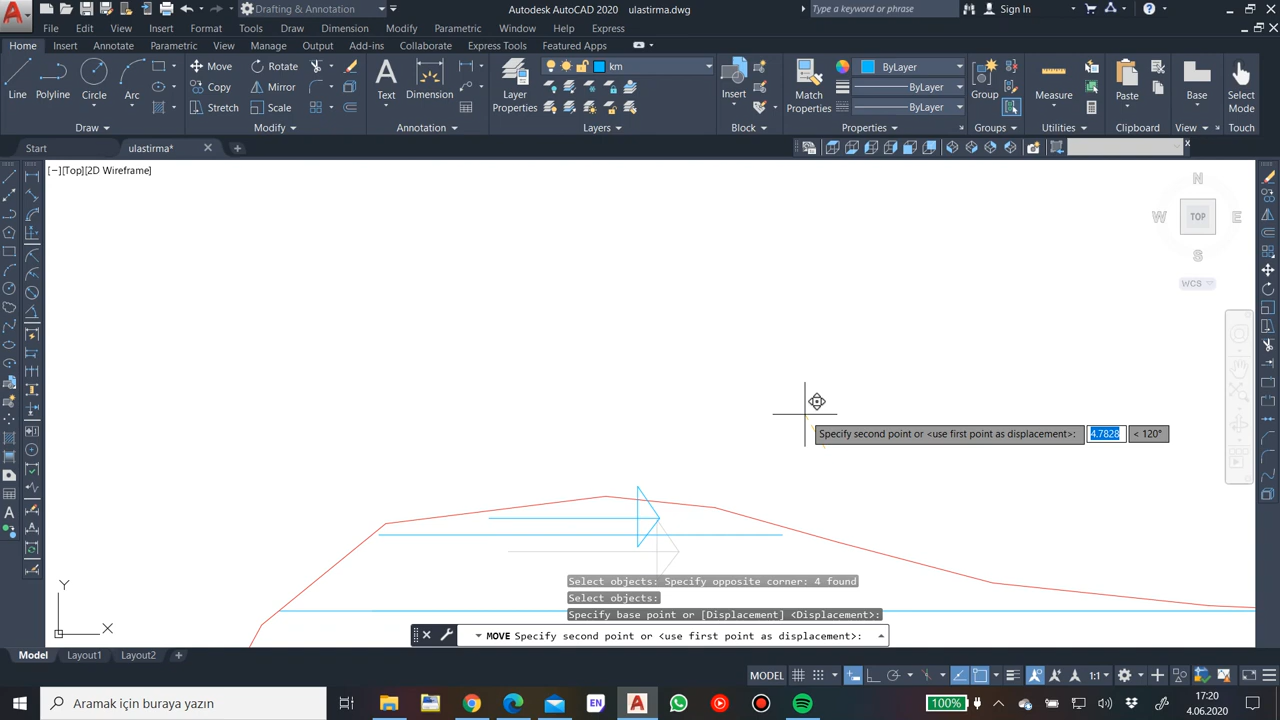 A
Drafting & Annotation
Autodesk AutoCAD 2020
ulastirma.dwg
Type a keyword or phrase
Sign In
File Edit View Insert Format Tools Draw Dimension Modify Parametric Window Help Express
Home Insert Annotate Parametric View Manage Output Add-ins Collaborate Express Tools Featured Apps
Line
Polyline
Circle
Arc
Draw
Move
Rotate
Copy
Mirror
Stretch
Scale
Modify
Text
Dimension
Annotation
Layer
Properties
km
Layers
Insert
Block
Match
Properties
ByLayer
ByLayer
ByLayer
Properties
Group
Groups
Measure
Utilities
Paste
Clipboard
Base
View
Select
Mode
Touch
Start
ulastirma*
[−][Top][2D Wireframe]
N
W
TOP
E
S
WCS
Specify second point or <use first point as displacement>: 4.7828 < 120°
Y
X
Select objects: Specify opposite corner: 4 found
Select objects:
Specify base point or [Displacement] <Displacement>:
MOVE Specify second point or <use first point as displacement>:
Model Layout1 Layout2
MODEL
1:1
Aramak için buraya yazın
EN
A
100%
17:20
4.06.2020